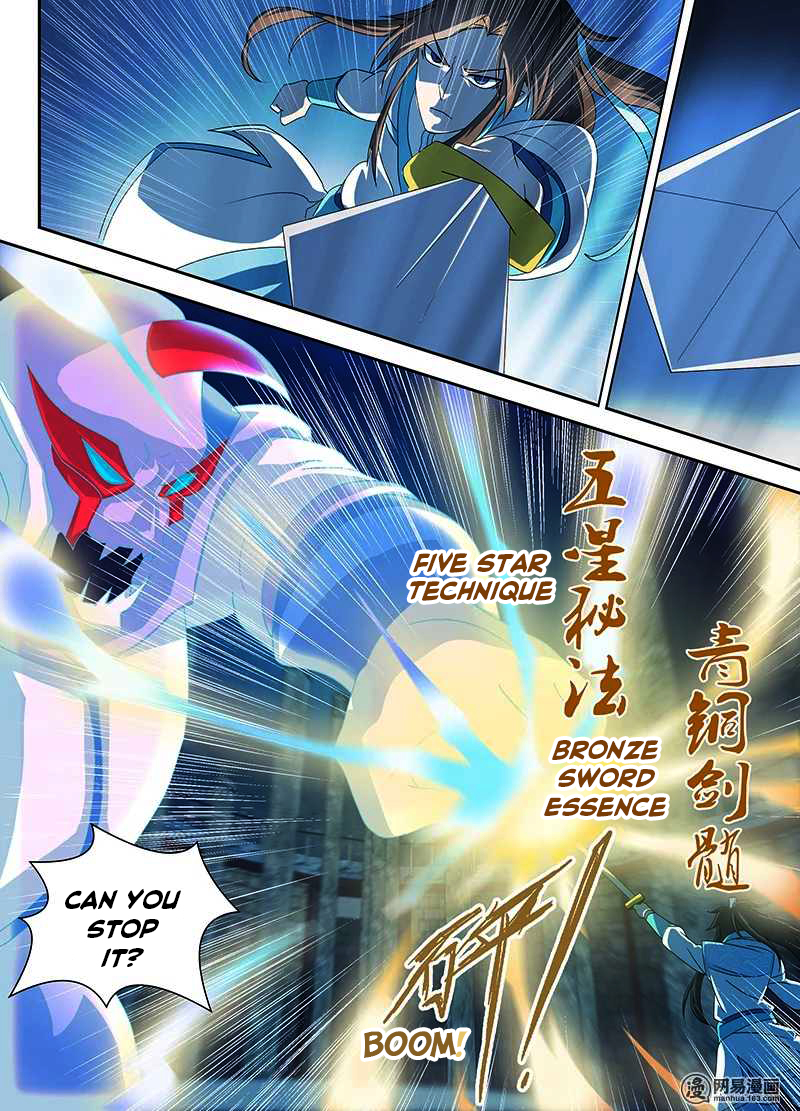 五星秘法
FIVE STAR
TECHNIQUE
青铜剑髓
BRONZE
SWORD
ESSENCE
CAN YOU
STOP
IT?
砰!
BOOM!
网易漫画
manhua.163.com